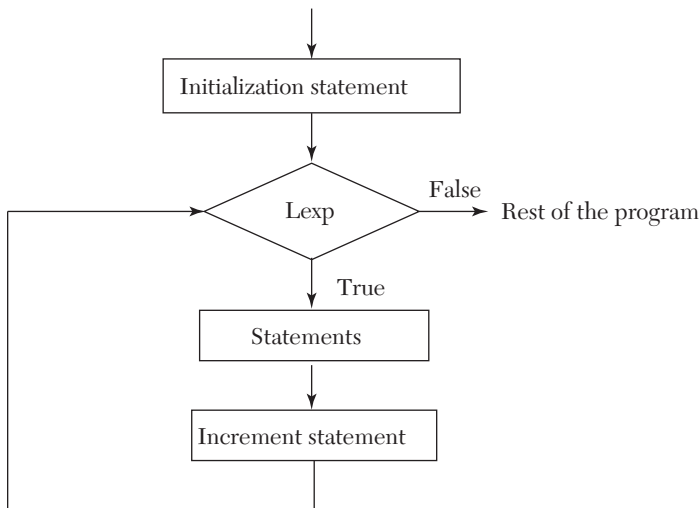 Initialization statement
Lexp
False
Rest of the program
True
Statements
Increment statement